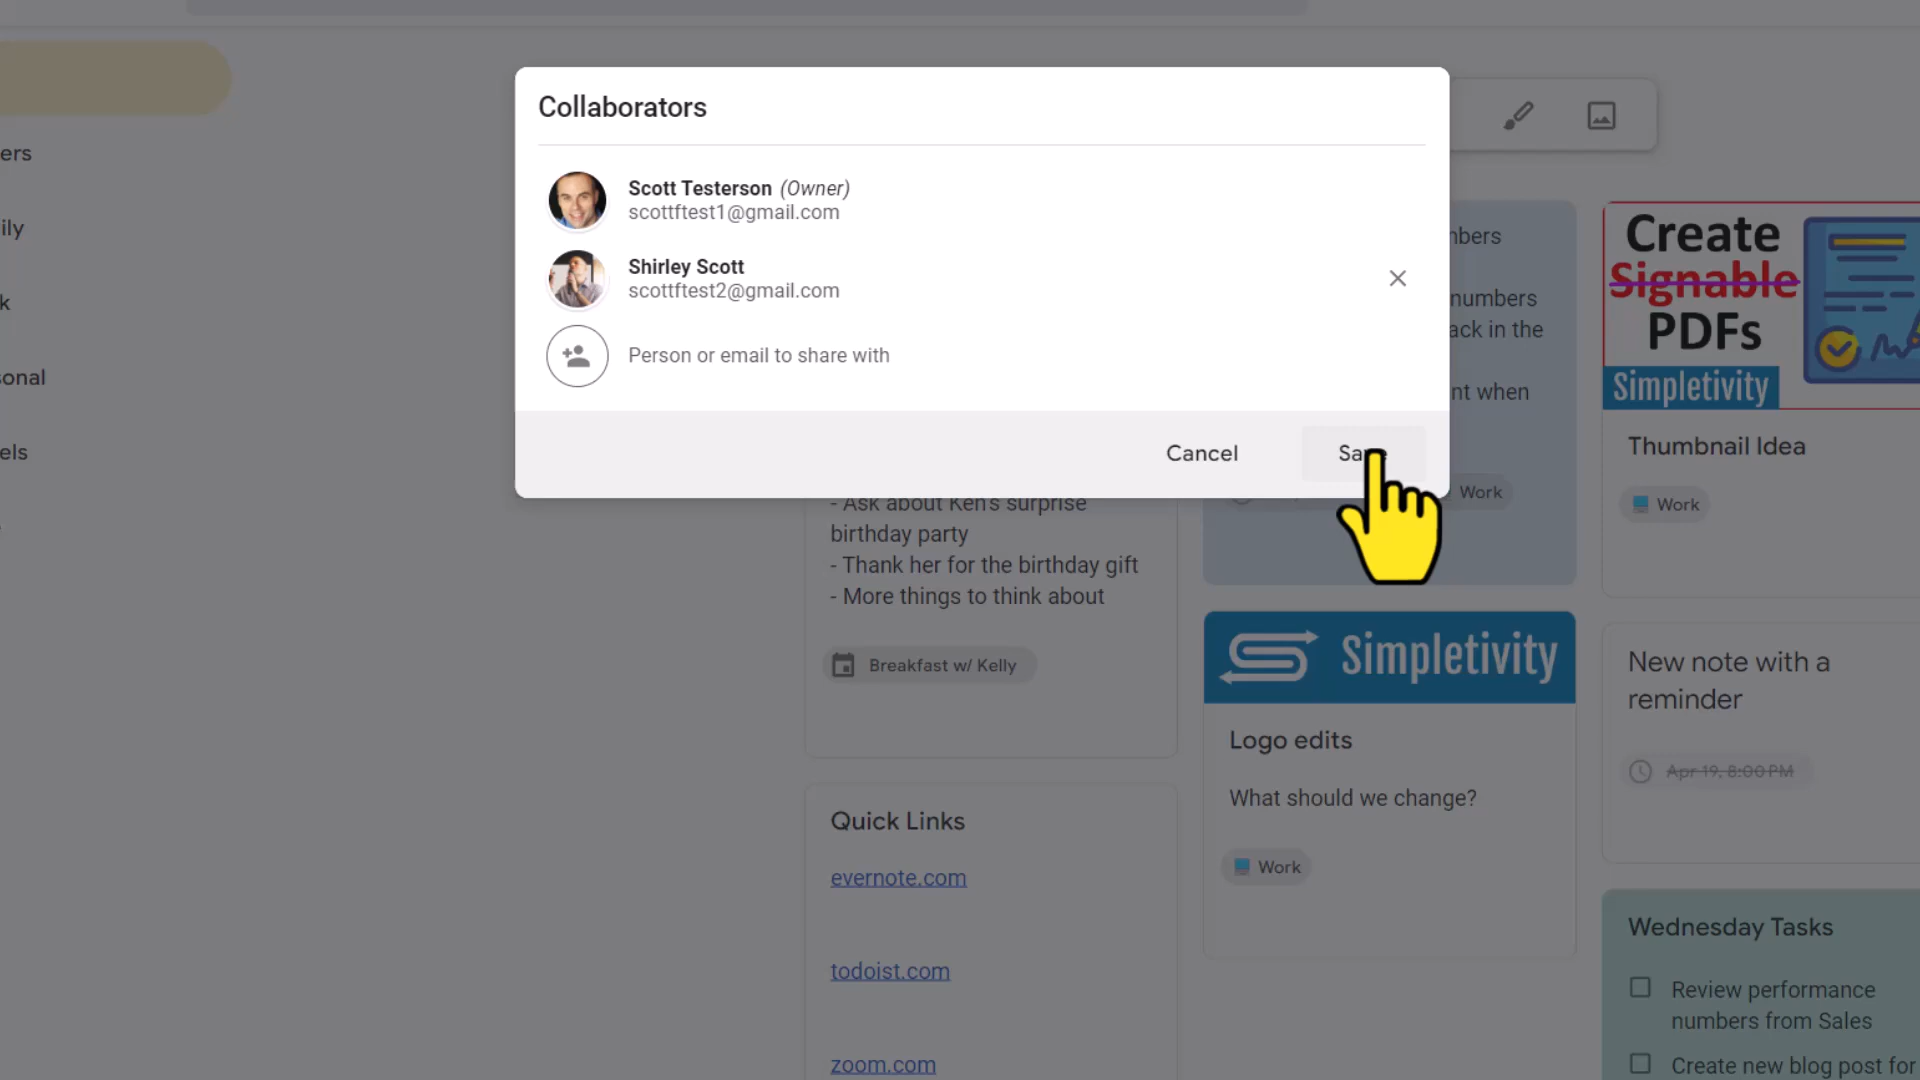 Collaborators
Scott Testerson (Owner)
scottftest1@gmail.com
Shirley Scott
scottftest2@gmail.com
Person or email to share with
Cancel
ers
ily
k
onal
els
- Ask about Ken's surprise
birthday party
- Thank her for the birthday gift
- More things to think about
Breakfast w/ Kelly
Quick Links
evernote.com
todoist.com
zoom.com
nbers
numbers
ack in the
nt when
Work
Simpletivity
Logo edits
What should we change?
Work
Create
Signable
PDFs
Simpletivity
Thumbnail Idea
Work
New note with a
reminder
Apr 19, 8:00 PM
Wednesday Tasks
Review performance
numbers from Sales
Create new blog post for